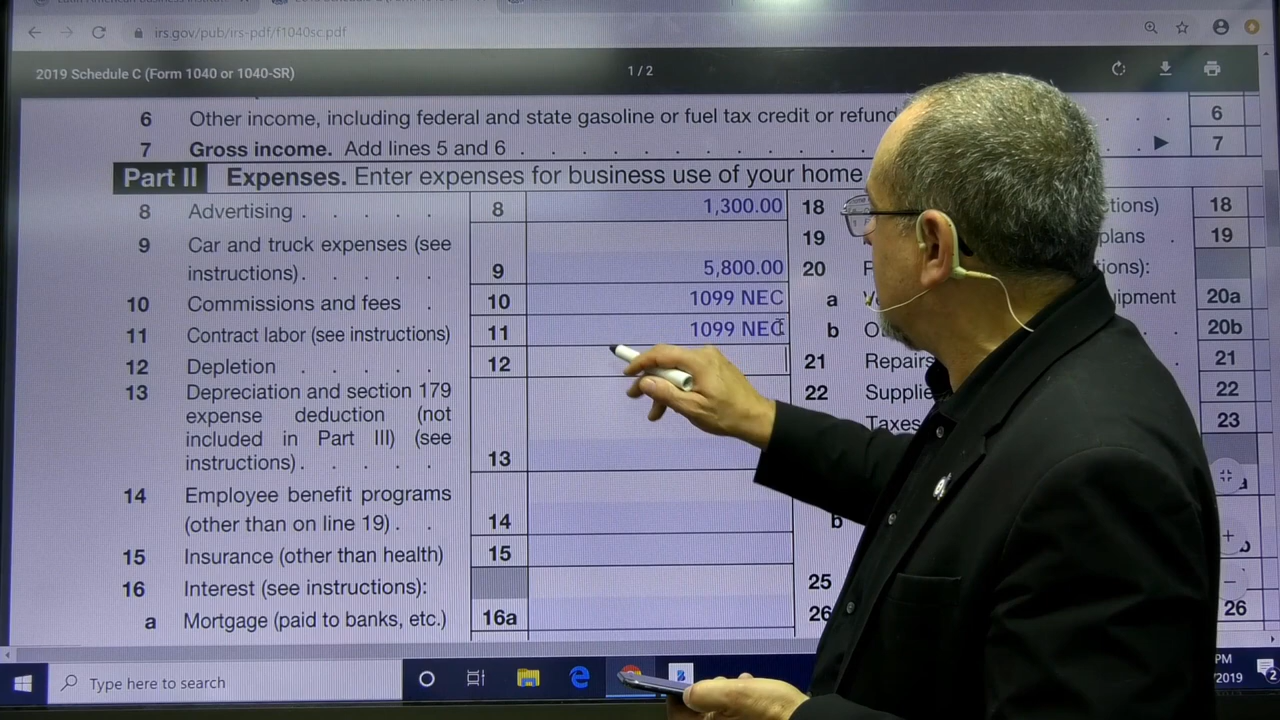 irs.gov/pub/irs-pdf/f1040sc.pdf
2019 Schedule C (Form 1040 or 1040-SR)
1 / 2
6 Other income, including federal and state gasoline or fuel tax credit or refund . . . 6
7 Gross income. Add lines 5 and 6 . . . . . . . . . . 7
Part II Expenses. Enter expenses for business use of your home
8 Advertising . . . . . 8 1,300.00 18 18
19 plans . 19
9 Car and truck expenses (see
instructions) . . . . . 9 5,800.00 20
10 Commissions and fees . 10 1099 NEC a 20a
11 Contract labor (see instructions) 11 1099 NEC b 20b
12 Depletion . . . . . 12 21 Repairs 21
13 Depreciation and section 179 22 22
expense deduction (not Taxes 23
included in Part III) (see
instructions) . . . . . 13
14 Employee benefit programs
(other than on line 19) . . 14 b
15 Insurance (other than health) 15
16 Interest (see instructions): 25
a Mortgage (paid to banks, etc.) 16a 26 26
Type here to search
PM
/2019
2